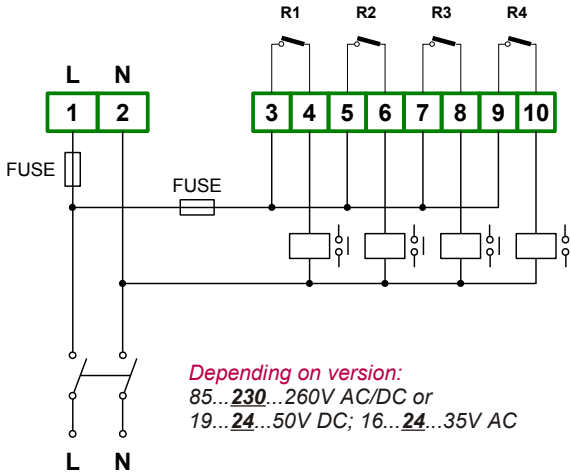 R1 R2 R3 R4
L N
1 2 3 4 5 6 7 8 9 10
FUSE
FUSE
Depending on version:
85...230...260V AC/DC or
19...24...50V DC; 16...24...35V AC
L N